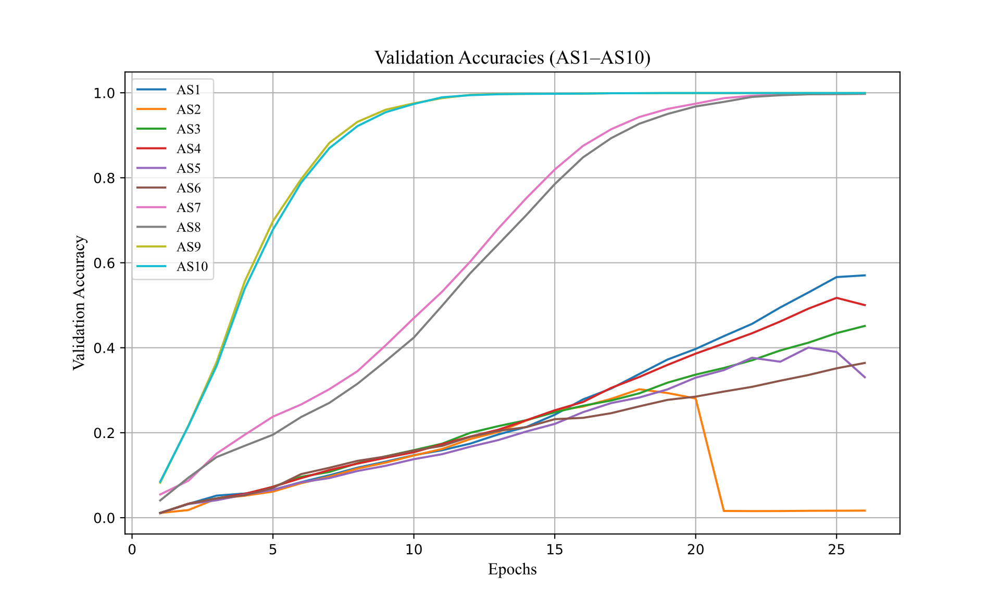 Validation Accuracies (AS1–AS10)
1.0
0.8
0.6
0.4
0.2
0.0
Validation Accuracy
AS1
AS2
AS3
AS4
AS5
AS6
AS7
AS8
AS9
AS10
0 5 10 15 20 25
Epochs